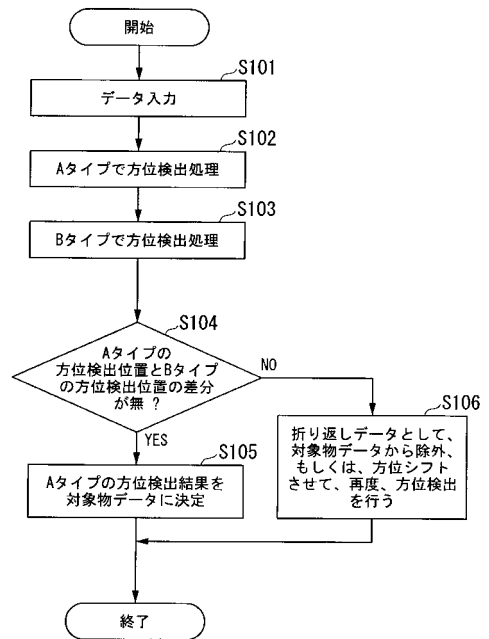 開始
S101
データ入力
S102
Aタイプで方位検出処理
S103
Bタイプで方位検出処理
S104
Aタイプの
方位検出位置とBタイプ
の方位検出位置の差分
が無 ?
NO
YES
S105
Aタイプの方位検出結果を
対象物データに決定
S106
折り返しデータとして、
対象物データから除外、
もしくは、方位シフト
させて、再度、方位検出
を行う
終了